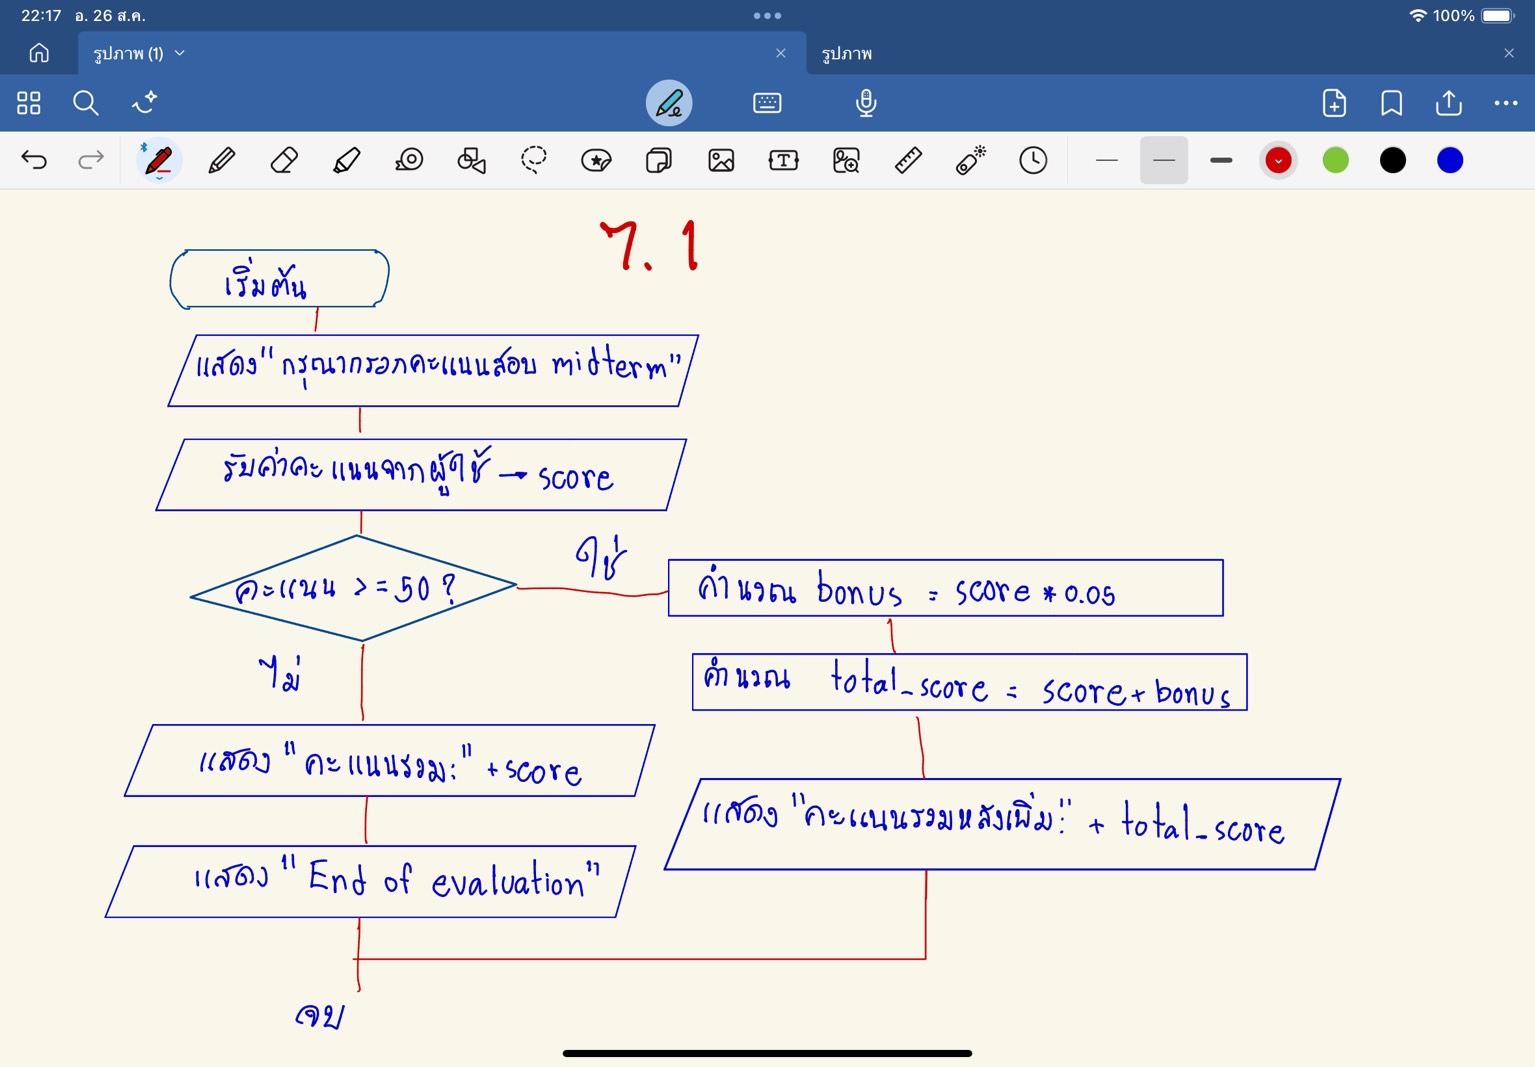 22:17 อ. 26 ส.ค.
100%
รูปภาพ (1)
รูปภาพ
7. 1
เริ่มต้น
แสดง "กรุณากรอกคะแนนสอบ midterm"
รับค่าคะแนนจากผู้ใช้ → score
คะแนน >= 50 ?
ใช่
คำนวณ bonus = score * 0.05
ไม่
คำนวณ total_score = score + bonus
แสดง "คะแนนรวม:" + score
แสดง "คะแนนรวมหลังเพิ่ม:" + total_score
แสดง "End of evaluation"
จบ